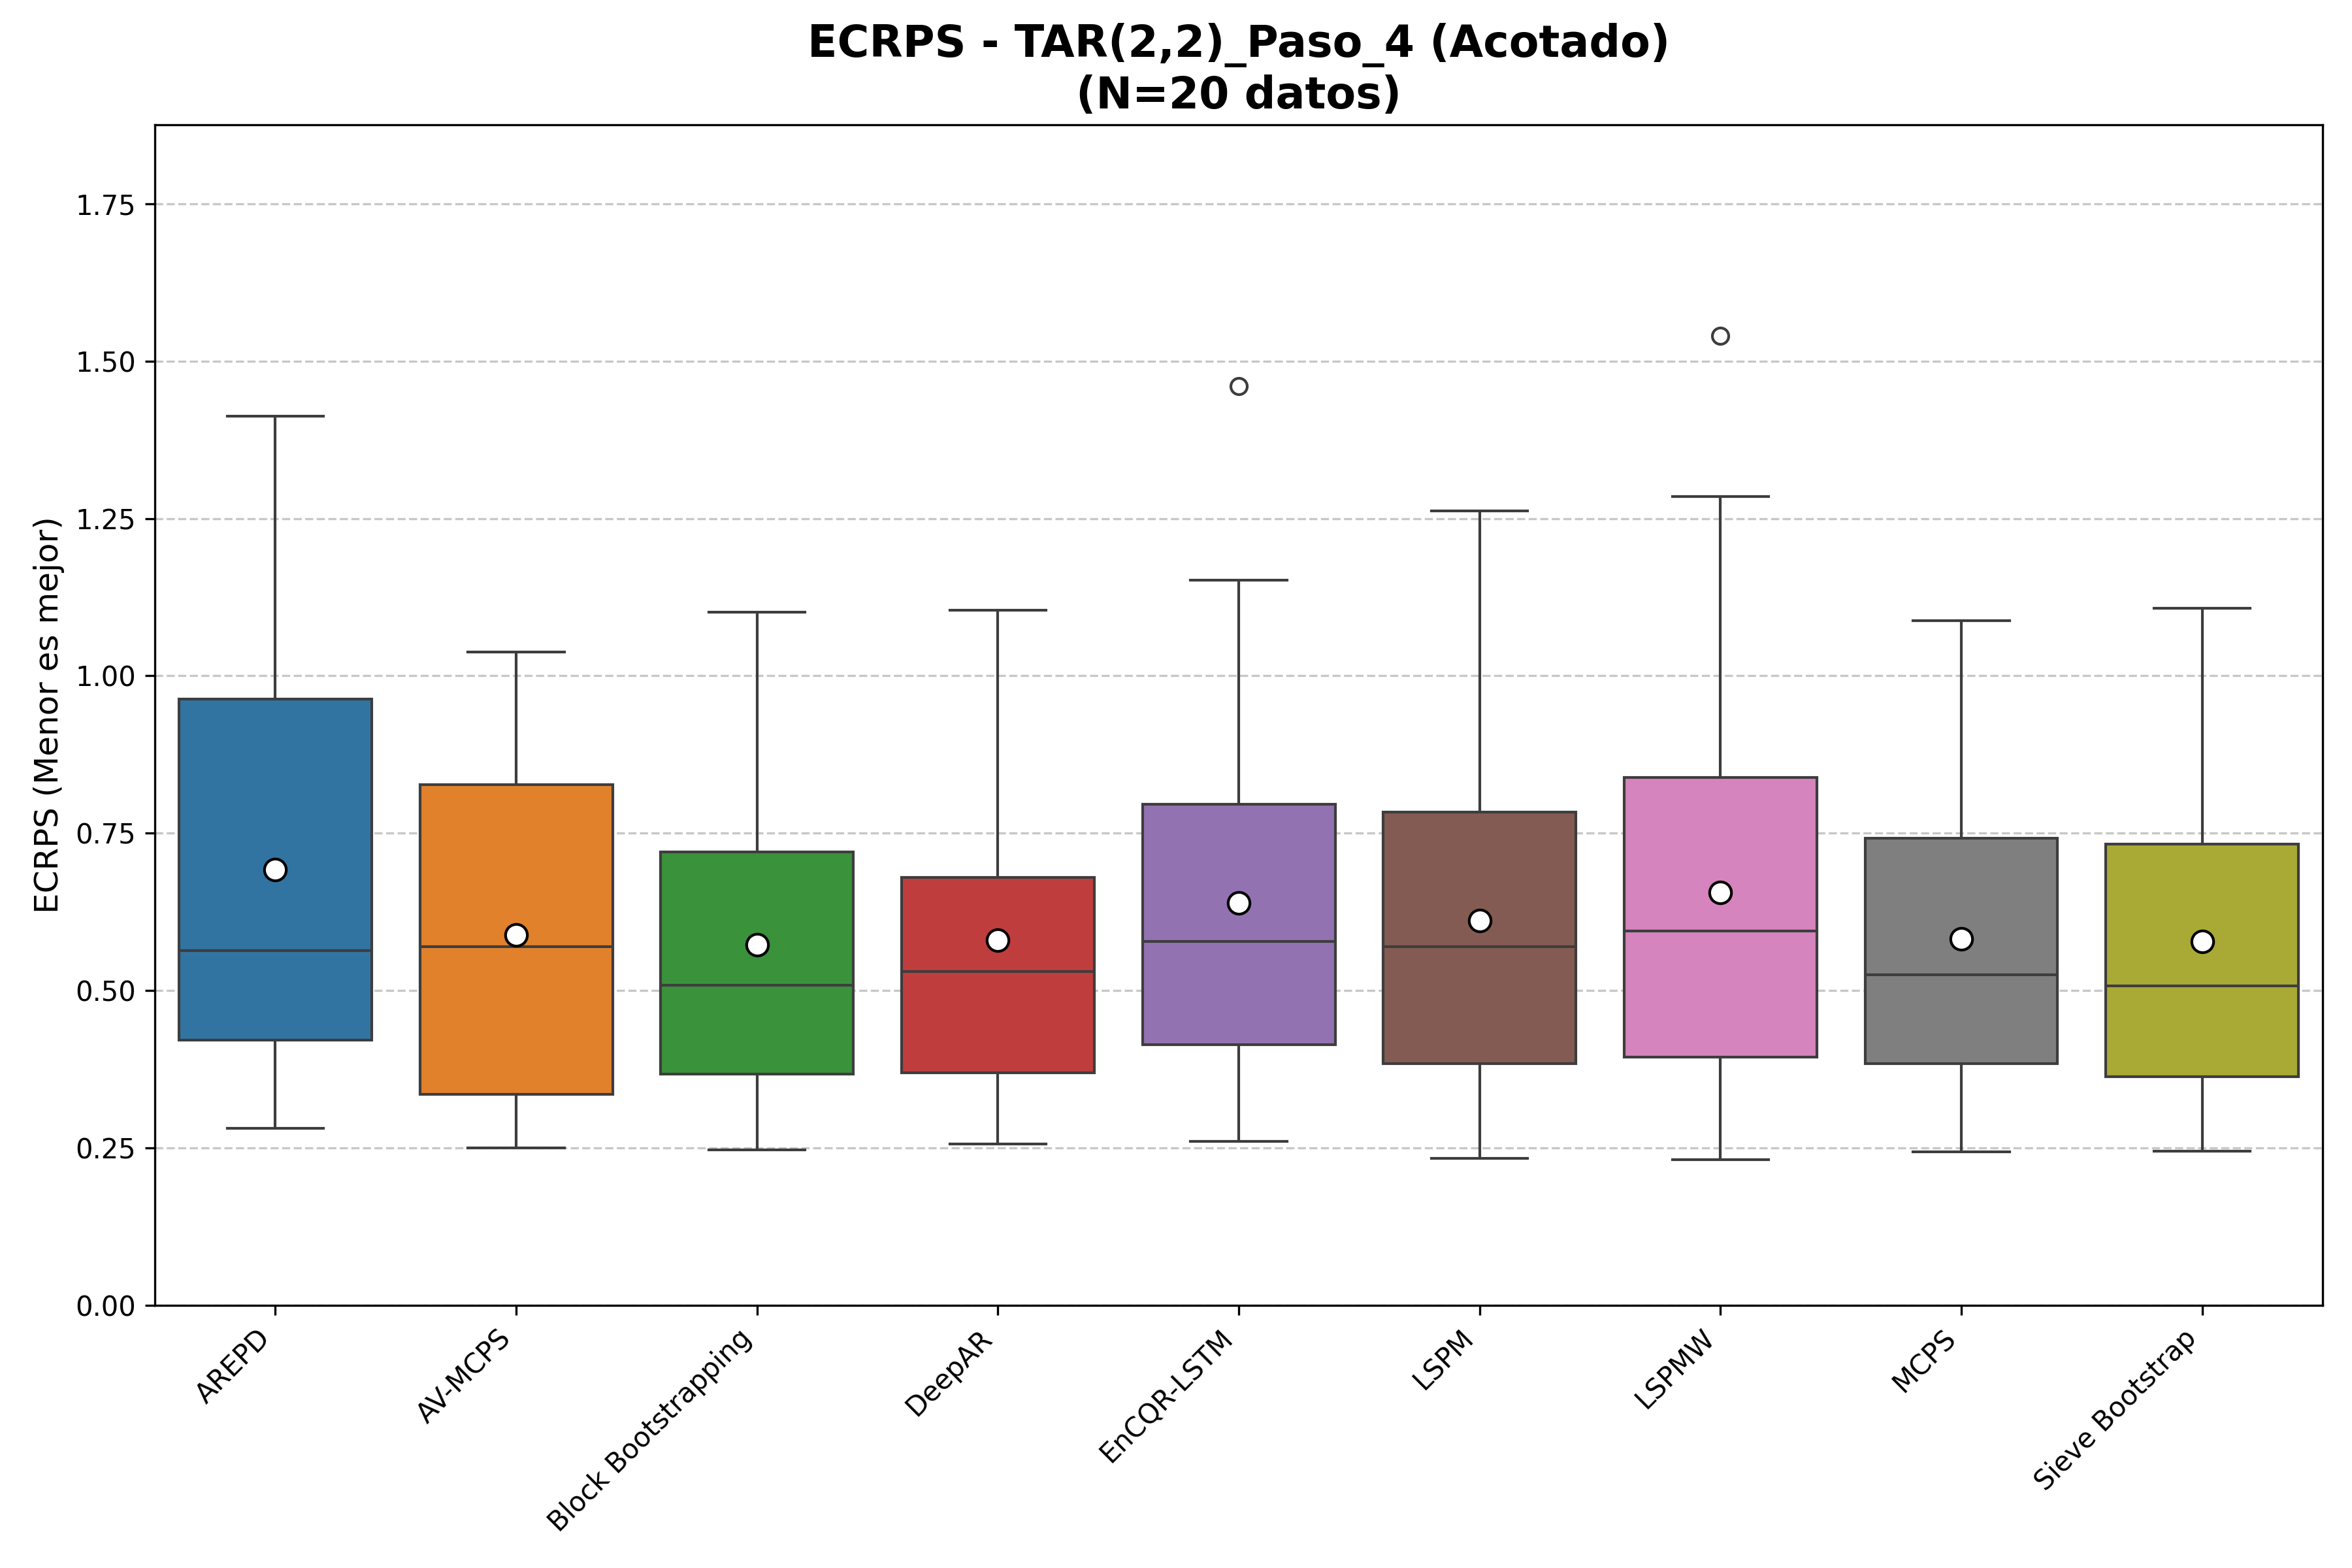 ECRPS - TAR(2,2)_Paso_4 (Acotado)
(N=20 datos)
ECRPS (Menor es mejor)
1.75
1.50
1.25
1.00
0.75
0.50
0.25
0.00
AREPD
AV-MCPS
Block Bootstrapping
DeepAR
EnCQR-LSTM
LSPM
LSPMW
MCPS
Sieve Bootstrap